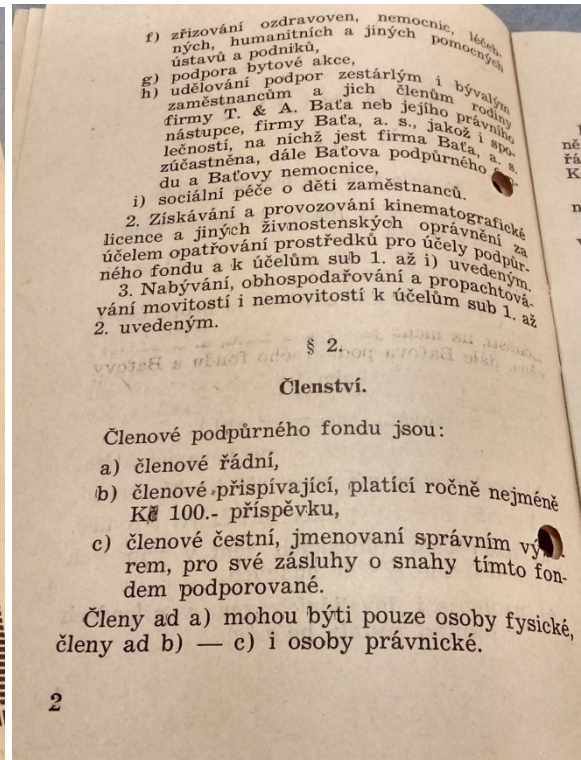 f) zřizování ozdravoven, nemocnic, léčeb-
ných, humanitních a jiných pomocných
ústavů a podniků,
g) podpora bytové akce,
h) udělování podpor zestárlým i bývalým
zaměstnancům a jich členům rodiny
firmy T. & A. Baťa neb jejího právního
nástupce, firmy Baťa, a. s., jakož i spo-
lečností, na nichž jest firma Baťa, a. s.
zúčastněna, dále Baťova podpůrného
du a Baťovy nemocnice,
i) sociální péče o děti zaměstnanců.
2. Získávání a provozování kinematografické
licence a jiných živnostenských oprávnění za
účelem opatřování prostředků pro účely podpůr-
ného fondu a k účelům sub 1. až i) uvedeným.
3. Nabývání, obhospodařování a propachtová-
vání movitostí i nemovitostí k účelům sub 1. až
2. uvedeným.
§ 2.
Členství.
Členové podpůrného fondu jsou:
a) členové řádní,
b) členové přispívající, platící ročně nejméně
Kč 100.- příspěvku,
c) členové čestní, jmenovaní správním vý
rem, pro své zásluhy o snahy tímto fon-
dem podporované.
Členy ad a) mohou býti pouze osoby fysické,
členy ad b) — c) i osoby právnické.
2